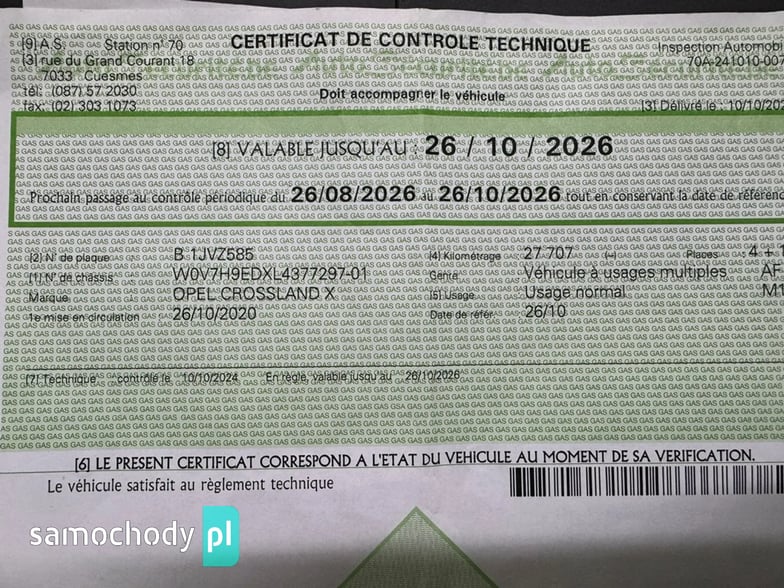 [9] A.S. Station n° 70
[3] rue du Grand Courant 18
7033 Cuesmes
tél: (087) 57 2030
fax: (02) 303 1073
CERTIFICAT DE CONTROLE TECHNIQUE
Doit accompagner le véhicule
Inspection Automobi
70A-241010-007
[3] Délivré le : 10/10/202
[8] VALABLE JUSQU'AU : 26 / 10 / 2026
Prochain passage au contrôle périodique du 26/08/2026 au 26/10/2026 tout en conservant la date de référenc
[2] N° de plaque B 1JVZ585 [4] Kilométrage 27.707 (--) Places 4 +
[1] N° de chassis W0V7H9EDXL4377297-01 Genre Véhicule à usages multiples AF
Marque OPEL CROSSLAND X [5] Usage Usage normal M1
1e mise en circulation 26/10/2020 Date de référ. 26/10
[7] Technique contrôlé le 10/10/2024 En règle, valable jusqu'au 26/10/2026
[6] LE PRESENT CERTIFICAT CORRESPOND A L'ETAT DU VEHICULE AU MOMENT DE SA VERIFICATION.
Le véhicule satisfait au règlement technique
samochody pl